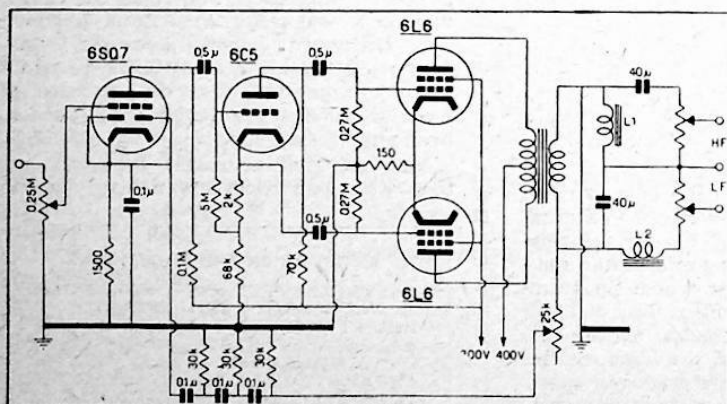 6SQ7
0,5µ
6C5
0,5µ
6L6
40µ
L1
HF
0,25M
0,1µ
5M
2k
0,27M
150
0,27M
0,5µ
40µ
LF
1500
0,1M
68k
70k
6L6
L2
30k
30k
30k
400V
25k
0,1µ
0,1µ
0,1µ